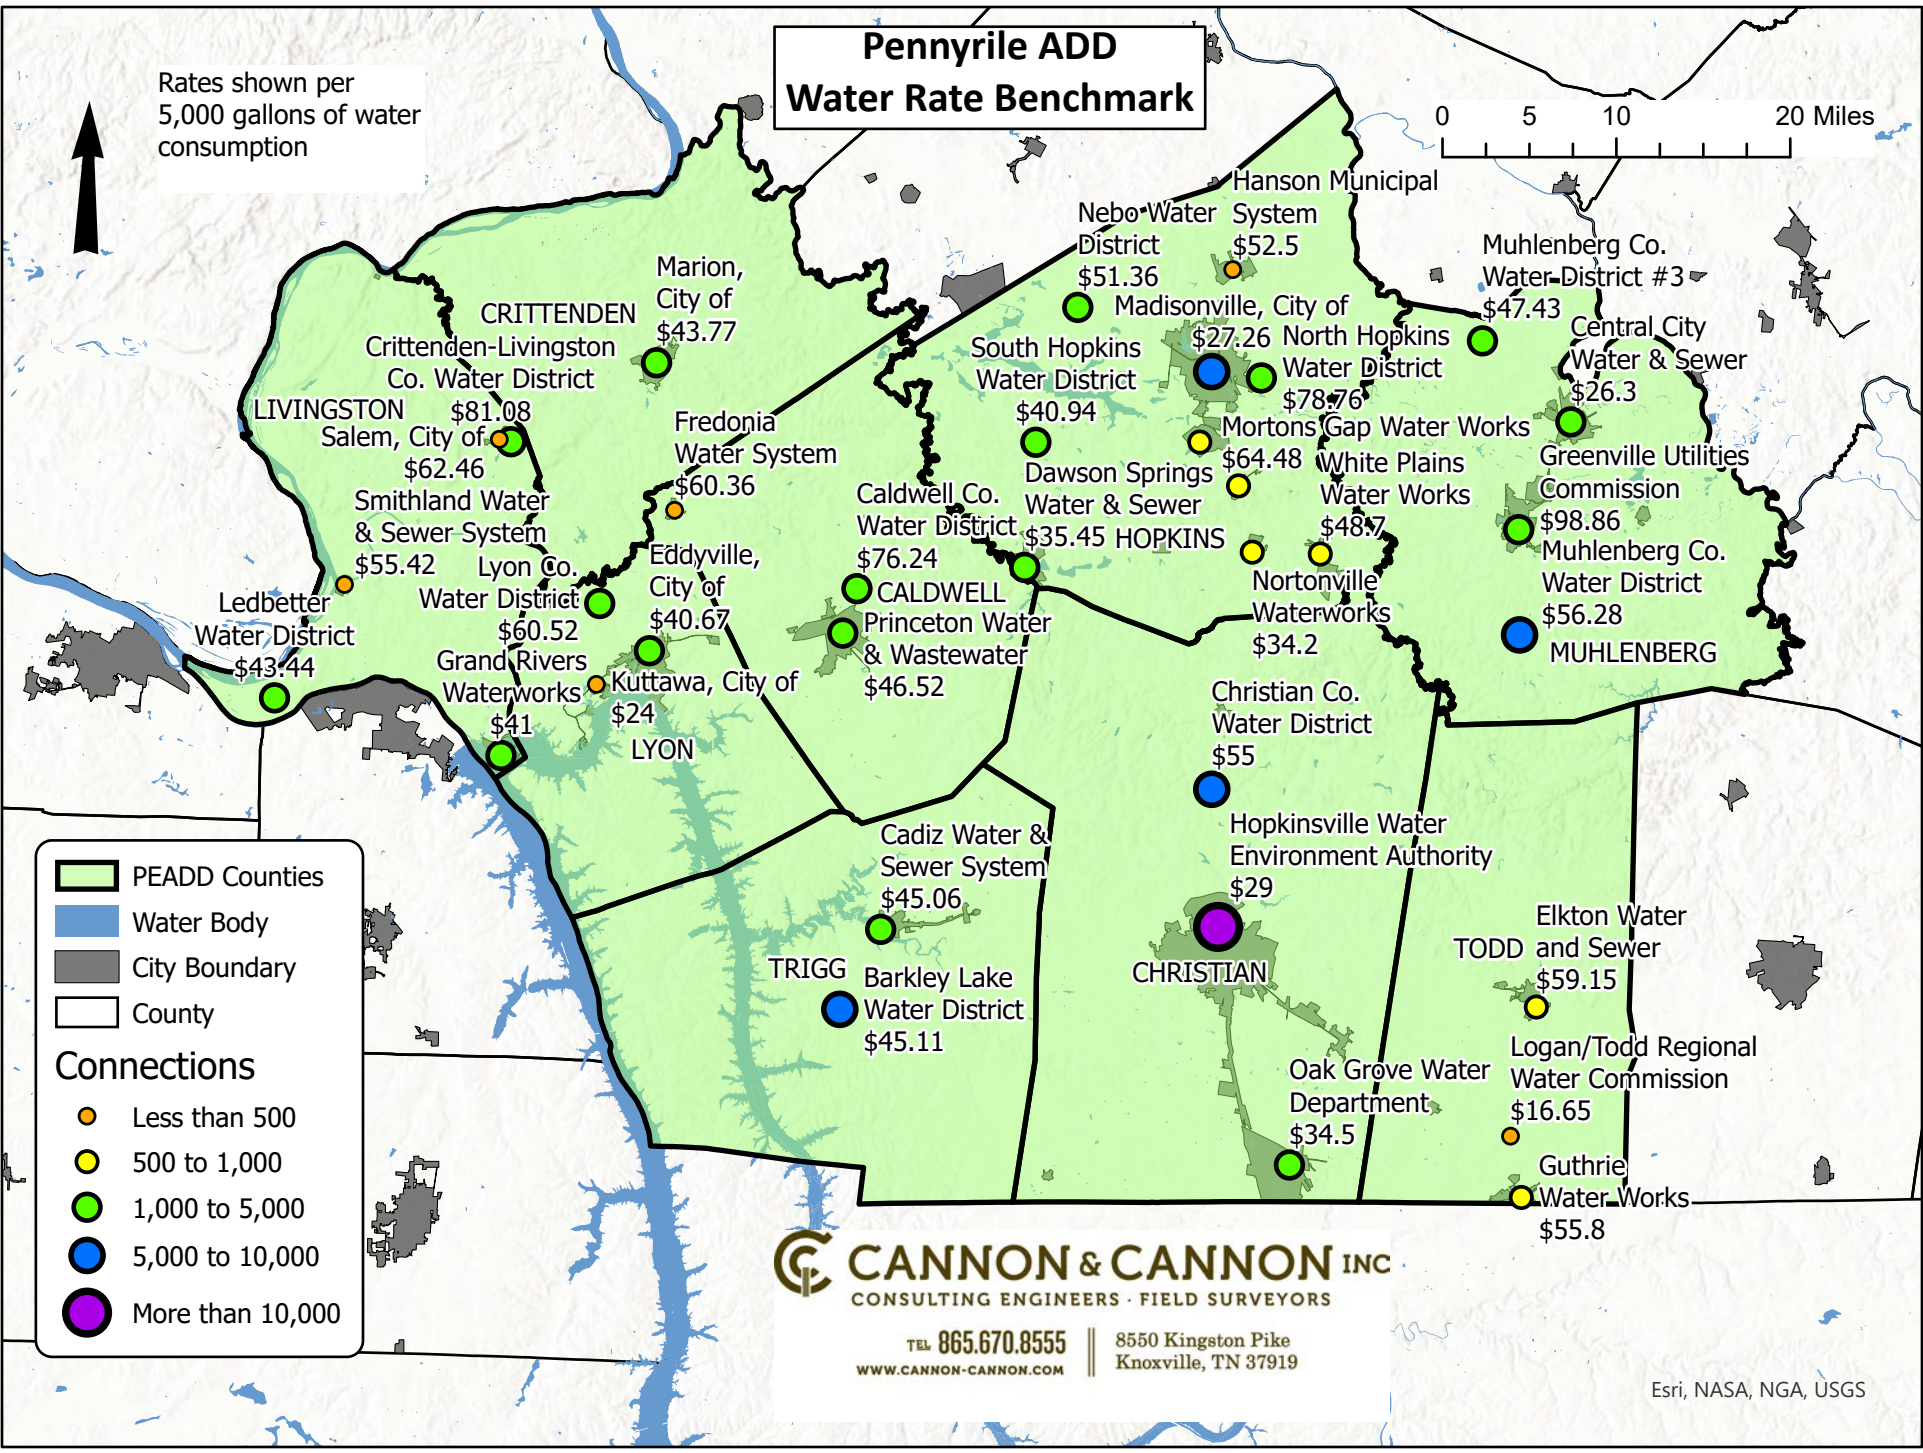 Pennyrile ADD
Water Rate Benchmark
Rates shown per
5,000 gallons of water
consumption
0 5 10 20 Miles
Hanson Municipal
System
$52.5
Nebo Water
District
$51.36
Muhlenberg Co.
Water District #3
$47.43
Marion,
City of
$43.77
CRITTENDEN
Madisonville, City of
$27.26
North Hopkins
Water District
$78.76
Central City
Water & Sewer
$26.3
Crittenden-Livingston
Co. Water District
$81.08
South Hopkins
Water District
$40.94
LIVINGSTON
Salem, City of
$62.46
Fredonia
Water System
$60.36
Mortons Gap Water Works
$64.48
White Plains
Water Works
$48.7
Greenville Utilities
Commission
$98.86
Smithland Water
& Sewer System
$55.42
Caldwell Co.
Water District
$76.24
CALDWELL
Dawson Springs
Water & Sewer
$35.45
HOPKINS
Lyon Co.
Water District
$60.52
Eddyville,
City of
$40.67
Muhlenberg Co.
Water District
$56.28
MUHLENBERG
Nortonville
Waterworks
$34.2
Ledbetter
Water District
$43.44
Princeton Water
& Wastewater
$46.52
Grand Rivers
Waterworks
$41
Kuttawa, City of
$24
LYON
Christian Co.
Water District
$55
Cadiz Water &
Sewer System
$45.06
Hopkinsville Water
Environment Authority
$29
CHRISTIAN
TRIGG
Barkley Lake
Water District
$45.11
TODD
Elkton Water
and Sewer
$59.15
Logan/Todd Regional
Water Commission
$16.65
Oak Grove Water
Department
$34.5
Guthrie
Water Works
$55.8
PEADD Counties
Water Body
City Boundary
County
Connections
Less than 500
500 to 1,000
1,000 to 5,000
5,000 to 10,000
More than 10,000
CANNON & CANNON INC
CONSULTING ENGINEERS · FIELD SURVEYORS
TEL 865.670.8555
WWW.CANNON-CANNON.COM
8550 Kingston Pike
Knoxville, TN 37919
Esri, NASA, NGA, USGS